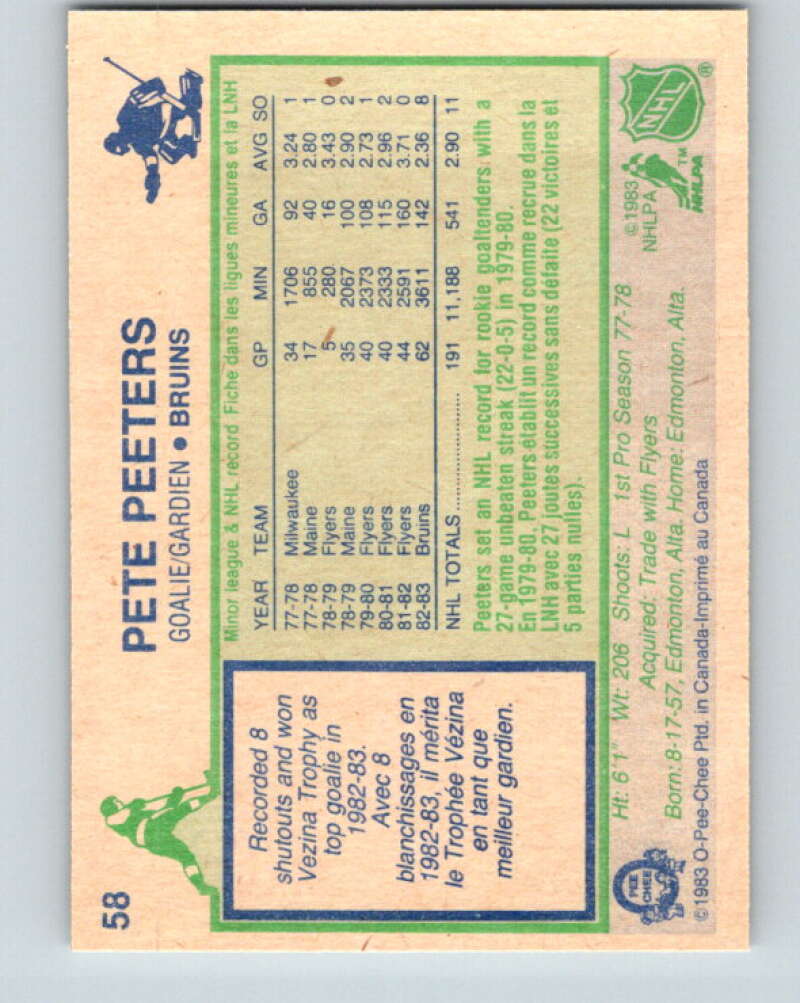 58
PETE PEETERS
GOALIE/GARDIEN • BRUINS
Recorded 8
shutouts and won
Vezina Trophy as
top goalie in
1982-83.
Avec 8
blanchissages en
1982-83, il mérita
le Trophée Vézina
en tant que
meilleur gardien.
Minor league & NHL record Fiche dans les ligues mineures et la LNH
YEAR TEAM GP MIN GA AVG SO
77-78 Milwaukee 34 1706 92 3.24 1
77-78 Maine 17 855 40 2.80 1
78-79 Flyers 5 280 16 3.43 0
78-79 Maine 35 2067 100 2.90 2
79-80 Flyers 40 2373 108 2.73 1
80-81 Flyers 40 2333 115 2.96 2
81-82 Flyers 44 2591 160 3.71 0
82-83 Bruins 62 3611 142 2.36 8
NHL TOTALS .................... 191 11,188 541 2.90 11
Peeters set an NHL record for rookie goaltenders with a
27-game unbeaten streak (22-0-5) in 1979-80.
En 1979-80, Peeters établit un record comme recrue dans la
LNH avec 27 joutes successives sans défaite (22 victoires et
5 parties nulles).
Ht: 6'1" Wt: 206 Shoots: L 1st Pro Season 77-78
Acquired: Trade with Flyers
Born: 8-17-57, Edmonton, Alta. Home: Edmonton, Alta.
©1983 O-Pee-Chee Ptd. in Canada-Imprimé au Canada
O PEE CHEE
©1983
NHLPA
NHLPA ™
NHL ®